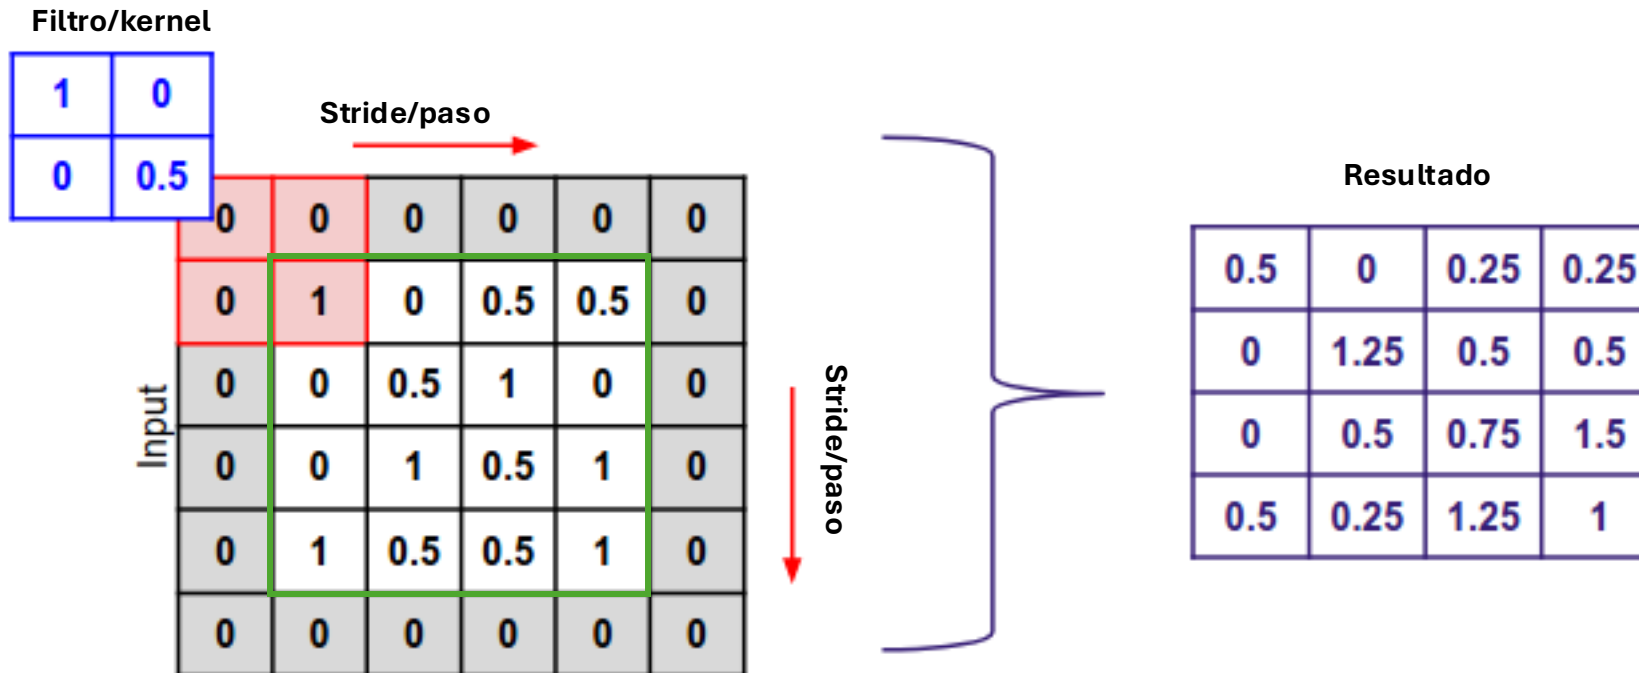 Filtro/kernel
1 0
0 0.5
Stride/paso
Input
0 0 0 0 0 0
0 1 0 0.5 0.5 0
0 0 0.5 1 0 0
0 0 1 0.5 1 0
0 1 0.5 0.5 1 0
0 0 0 0 0 0
Stride/paso
Resultado
0.5 0 0.25 0.25
0 1.25 0.5 0.5
0 0.5 0.75 1.5
0.5 0.25 1.25 1